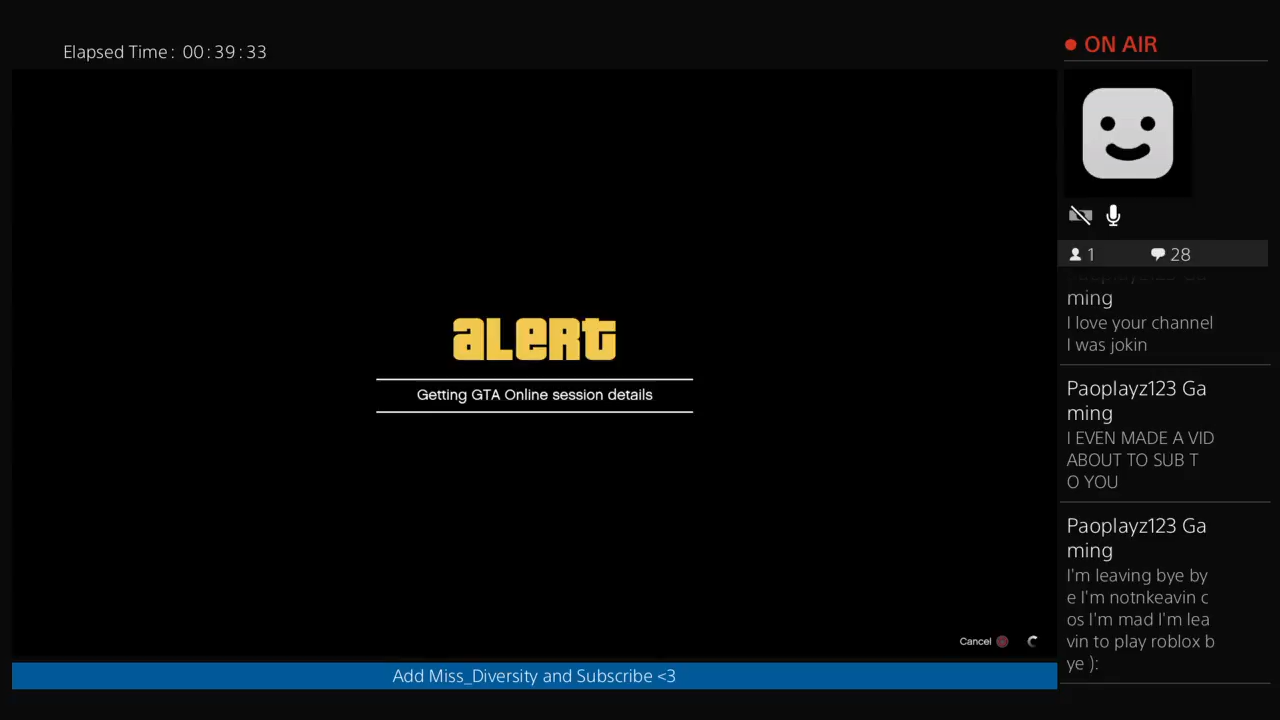 Elapsed Time: 00:39:33
ON AIR
1 28
ming
I love your channel
I was jokin
Paoplayz123 Ga
ming
I EVEN MADE A VID
ABOUT TO SUB T
O YOU
Paoplayz123 Ga
ming
I'm leaving bye by
e I'm notnkeavin c
os I'm mad I'm lea
vin to play roblox b
ye ):
alert
Getting GTA Online session details
Cancel
Add Miss_Diversity and Subscribe <3